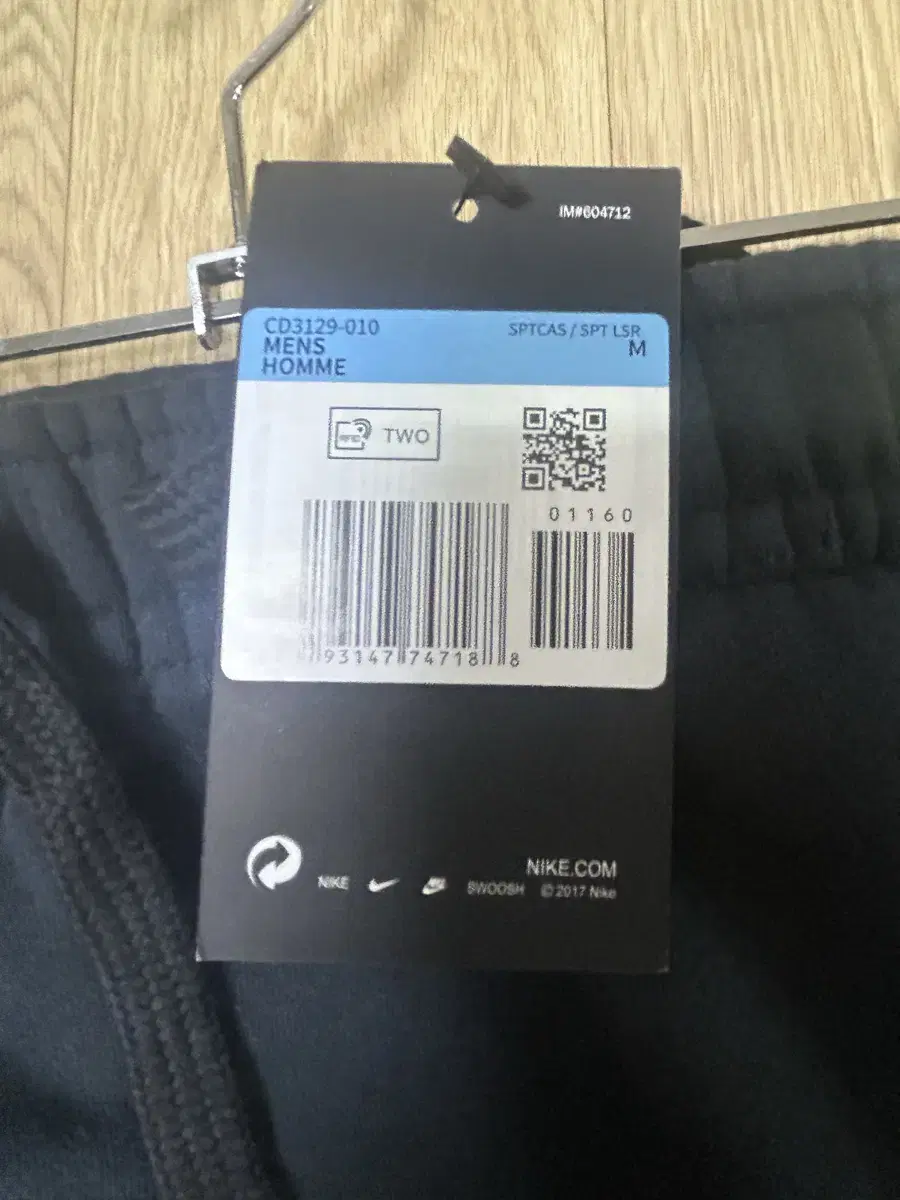 IM#604712
CD3129-010 SPTCAS / SPT LSR
MENS M
HOMME
RFID TWO
01160
93147 74718 8
NIKE.COM
NIKE SWOOSH © 2017 Nike